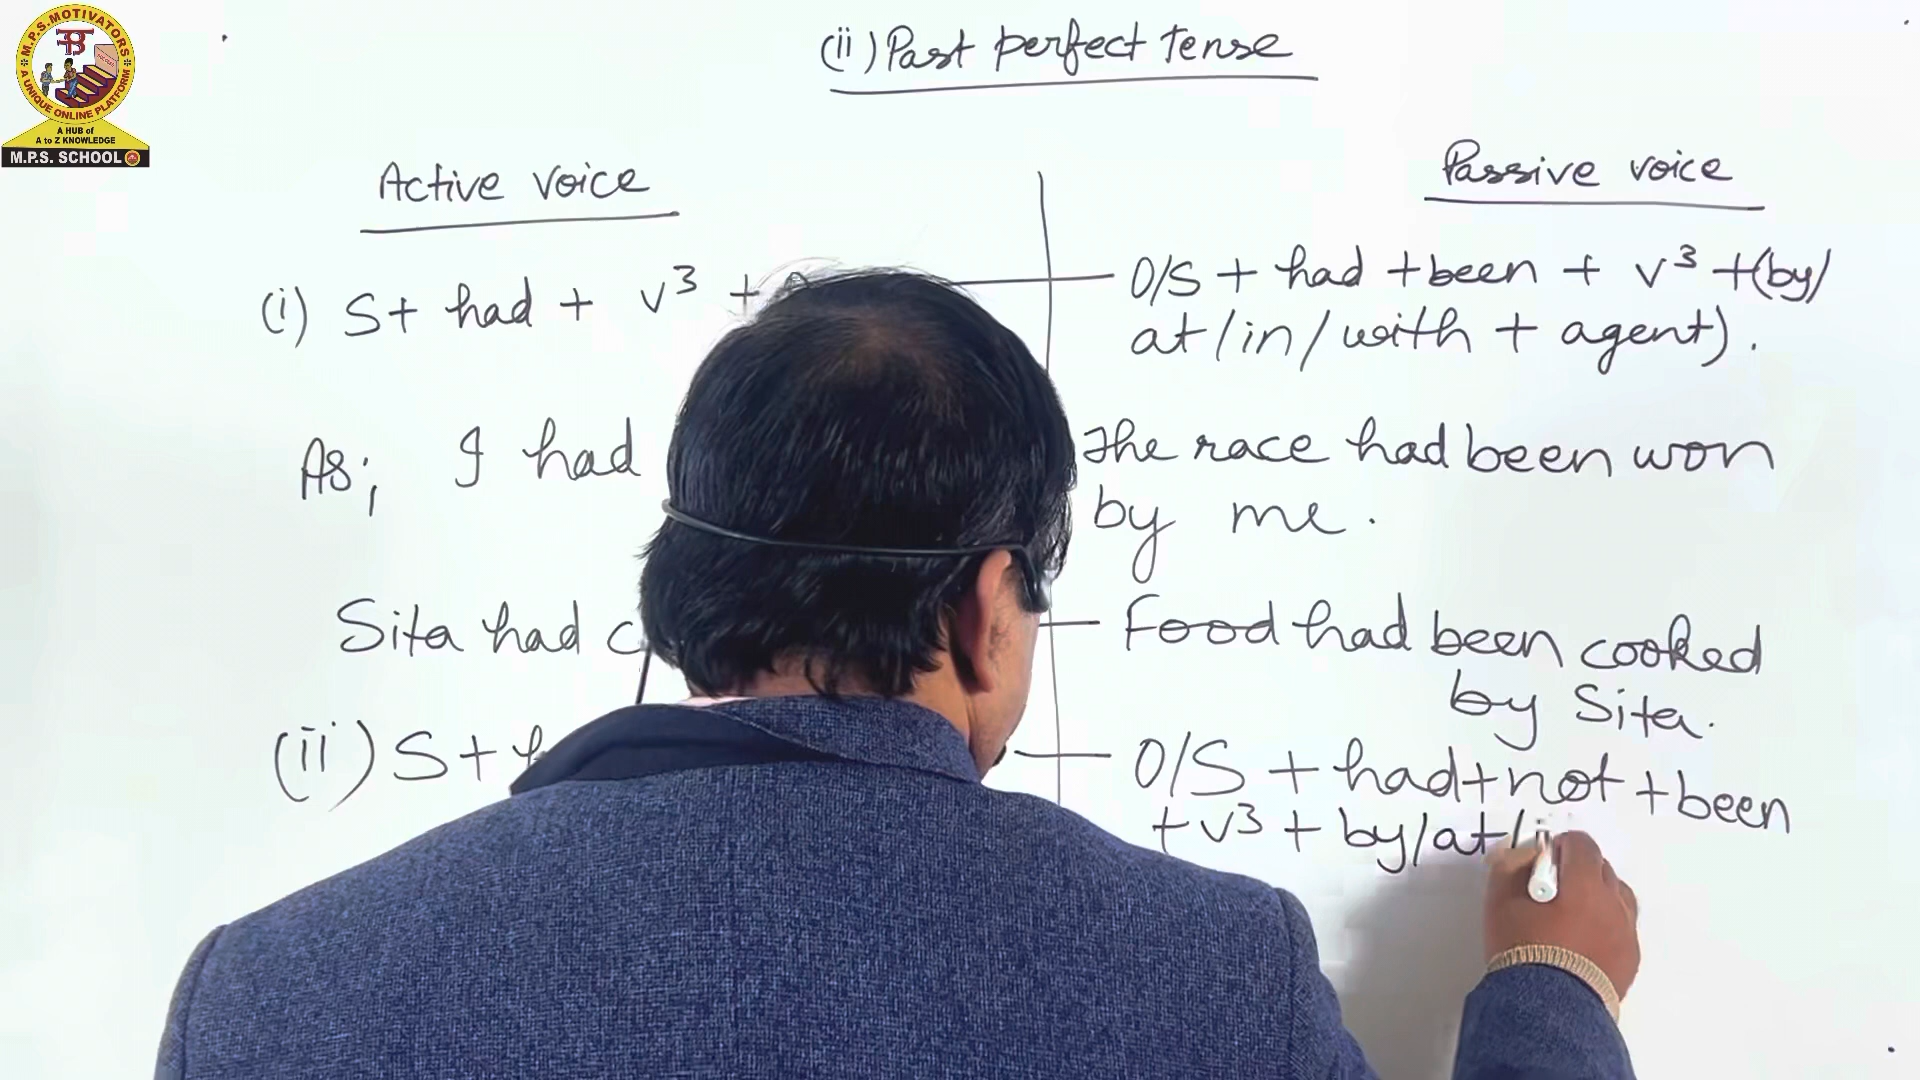 M.P.S.MOTIVATORS
A UNIQUE ONLINE PLATFORM
A HUB of
A to Z KNOWLEDGE
M.P.S. SCHOOL
(ii) Past perfect tense
Active voice
Passive voice
(i) S+ had + v³ +
O/S + had +been + v³ +(by/
at/in/with + agent).
As; I had
The race had been won
by me.
Sita had
Food had been cooked
by Sita.
(ii) S+
O/S + had+not +been
+v³ + by/at/